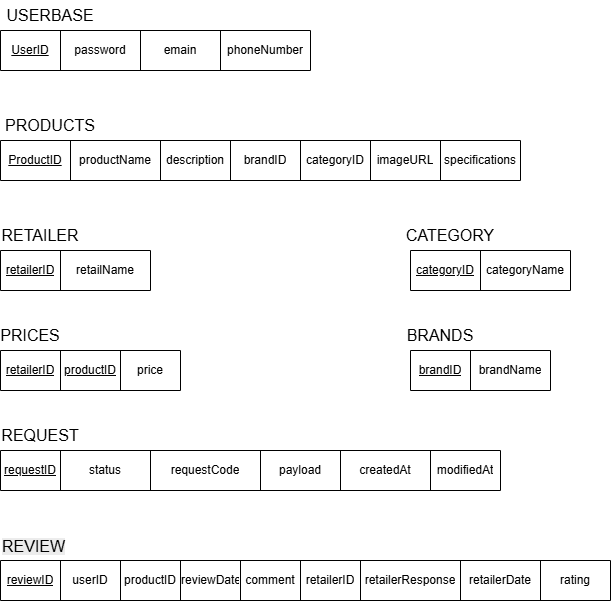 USERBASE
UserID password emain phoneNumber
PRODUCTS
ProductID productName description brandID categoryID imageURL specifications
RETAILER CATEGORY
retailerID retailName categoryID categoryName
PRICES BRANDS
retailerID productID price brandID brandName
REQUEST
requestID status requestCode payload createdAt modifiedAt
REVIEW
reviewID userID productID reviewDate comment retailerID retailerResponse retailerDate rating